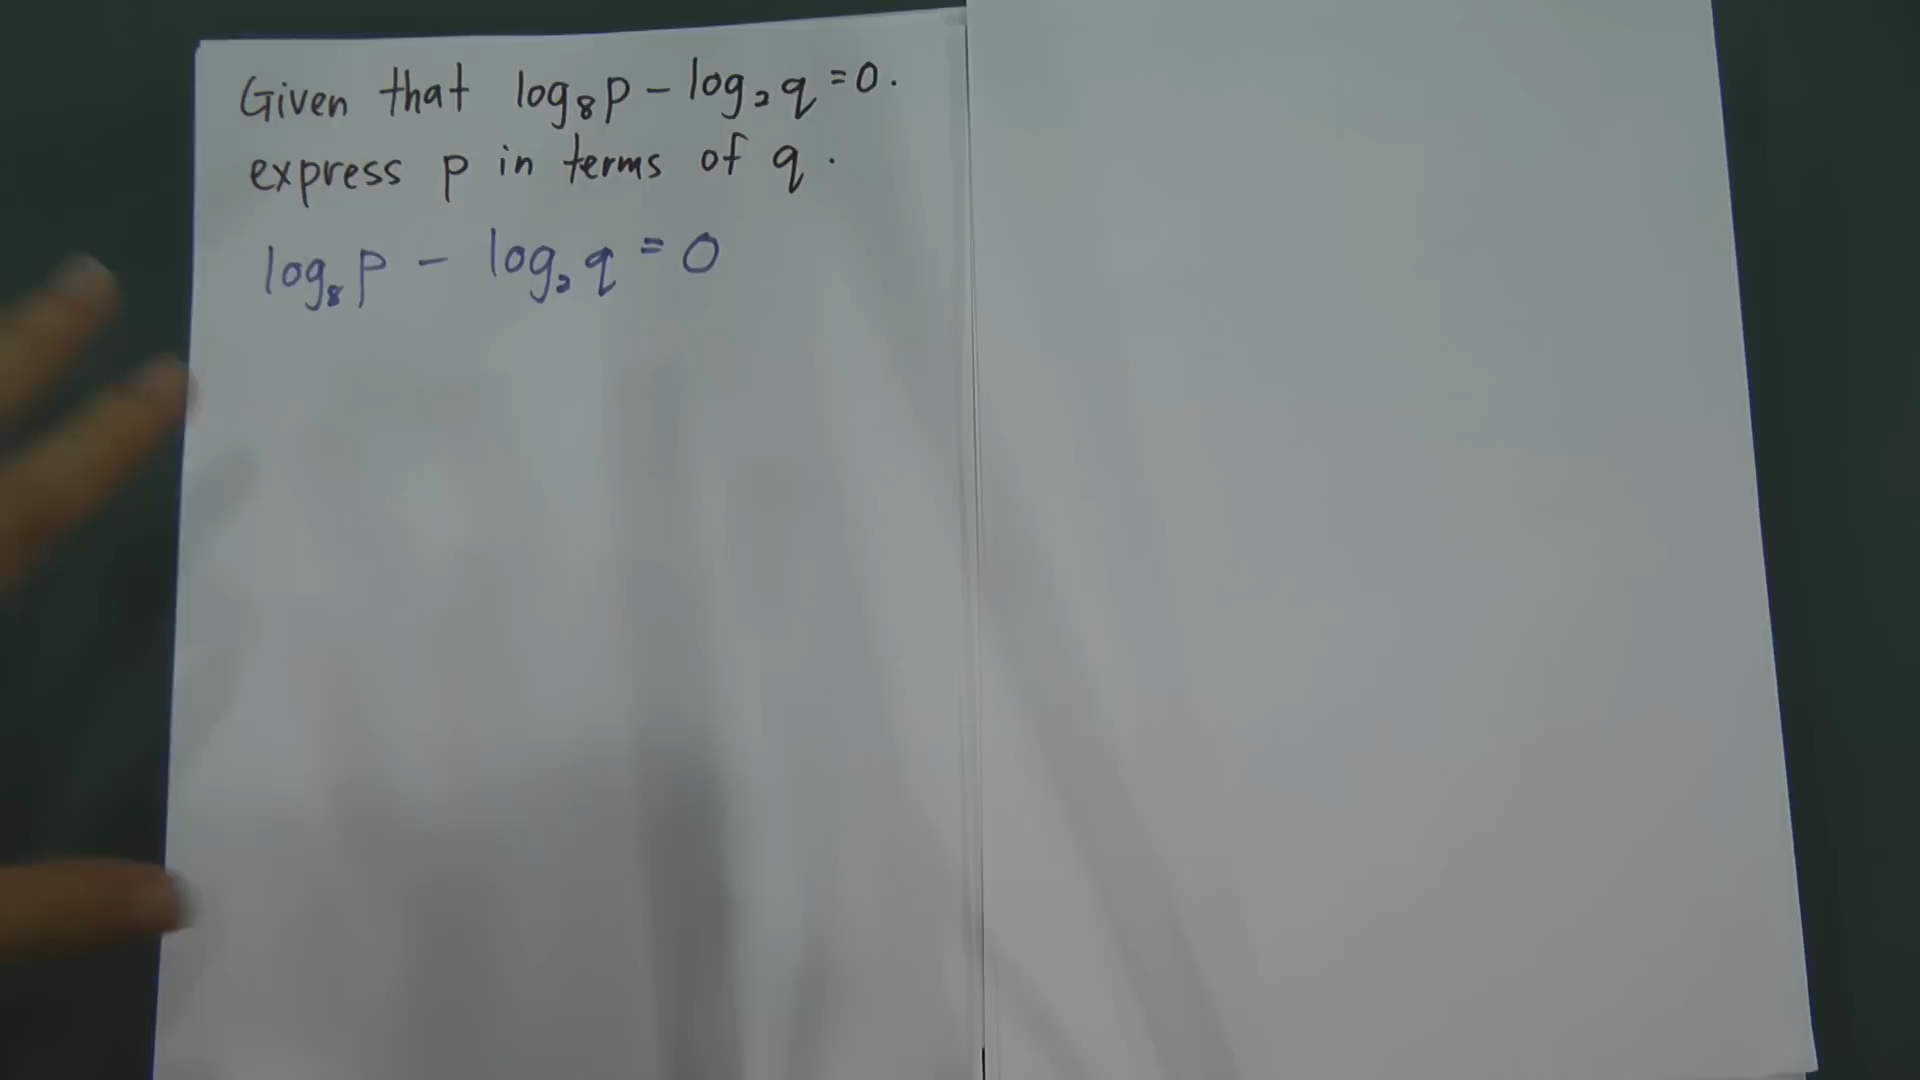 Given that log₈p - log₂q = 0.
express p in terms of q.
log₈p - log₂q = 0